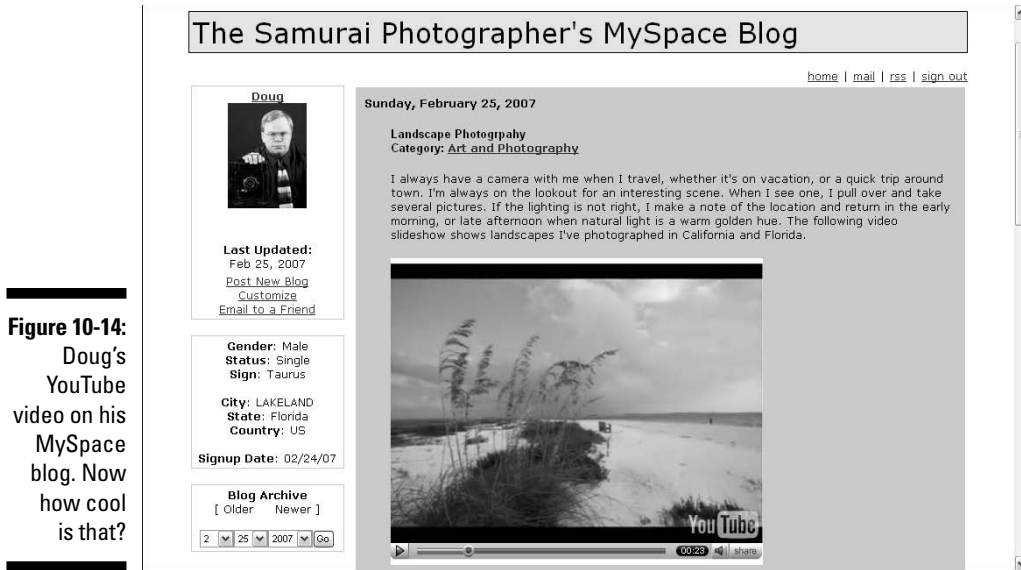 The Samurai Photographer's MySpace Blog
home | mail | rss | sign out
Doug
Last Updated:
Feb 25, 2007
Post New Blog
Customize
Email to a Friend
Gender: Male
Status: Single
Sign: Taurus
City: LAKELAND
State: Florida
Country: US
Signup Date: 02/24/07
Blog Archive
[ Older Newer ]
2 25 2007 Go
Sunday, February 25, 2007
Landscape Photogrpahy
Category: Art and Photography
I always have a camera with me when I travel, whether it's on vacation, or a quick trip around
town. I'm always on the lookout for an interesting scene. When I see one, I pull over and take
several pictures. If the lighting is not right, I make a note of the location and return in the early
morning, or late afternoon when natural light is a warm golden hue. The following video
slideshow shows landscapes I've photographed in California and Florida.
YouTube
00:23 share
Figure 10-14:
Doug's
YouTube
video on his
MySpace
blog. Now
how cool
is that?